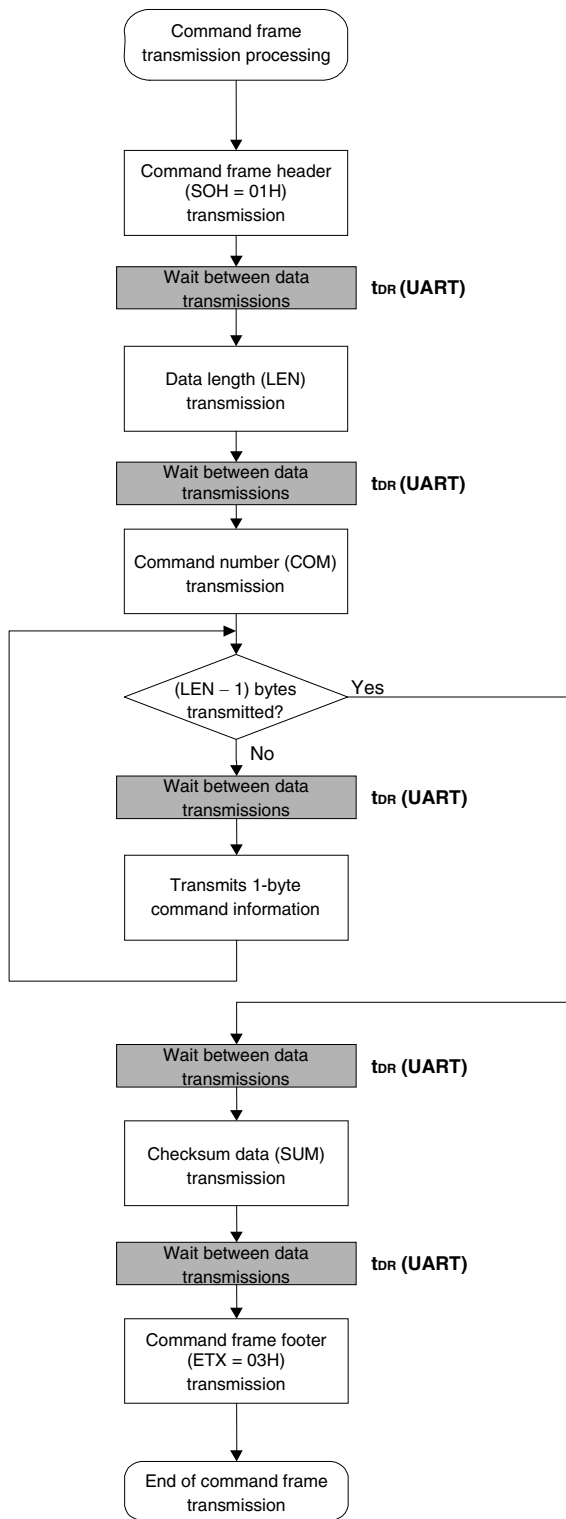 Command frame
transmission processing
Command frame header
(SOH = 01H)
transmission
Wait between data
transmissions
tDR (UART)
Data length (LEN)
transmission
Wait between data
transmissions
tDR (UART)
Command number (COM)
transmission
(LEN − 1) bytes
transmitted?
Yes
No
Wait between data
transmissions
tDR (UART)
Transmits 1-byte
command information
Wait between data
transmissions
tDR (UART)
Checksum data (SUM)
transmission
Wait between data
transmissions
tDR (UART)
Command frame footer
(ETX = 03H)
transmission
End of command frame
transmission